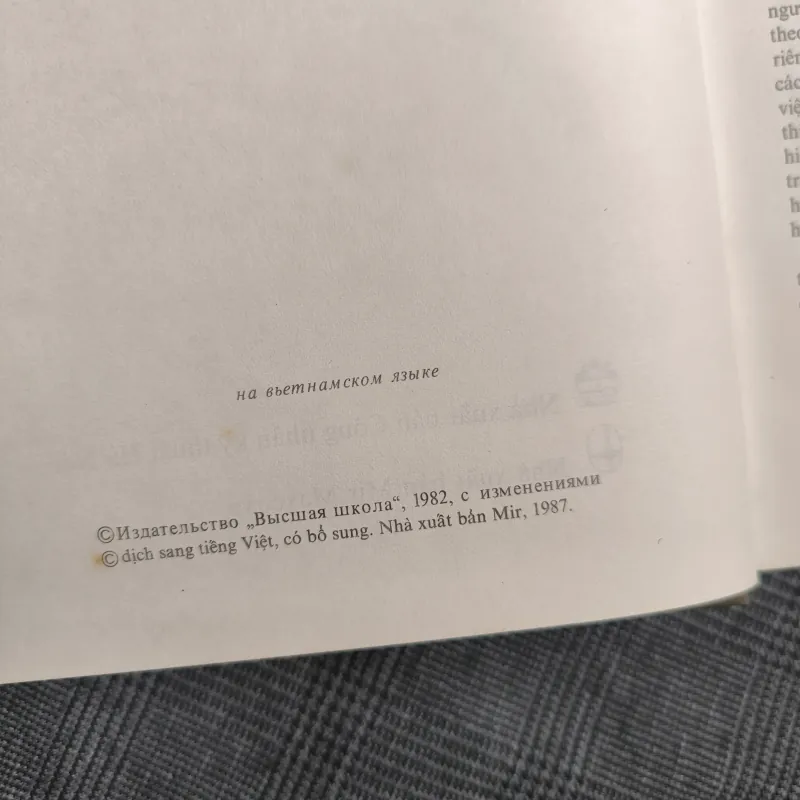 на вьетнамском языке
©Издательство „Высшая школа“, 1982, с изменениями
©dịch sang tiếng Việt, có bổ sung. Nhà xuất bản Mir, 1987.